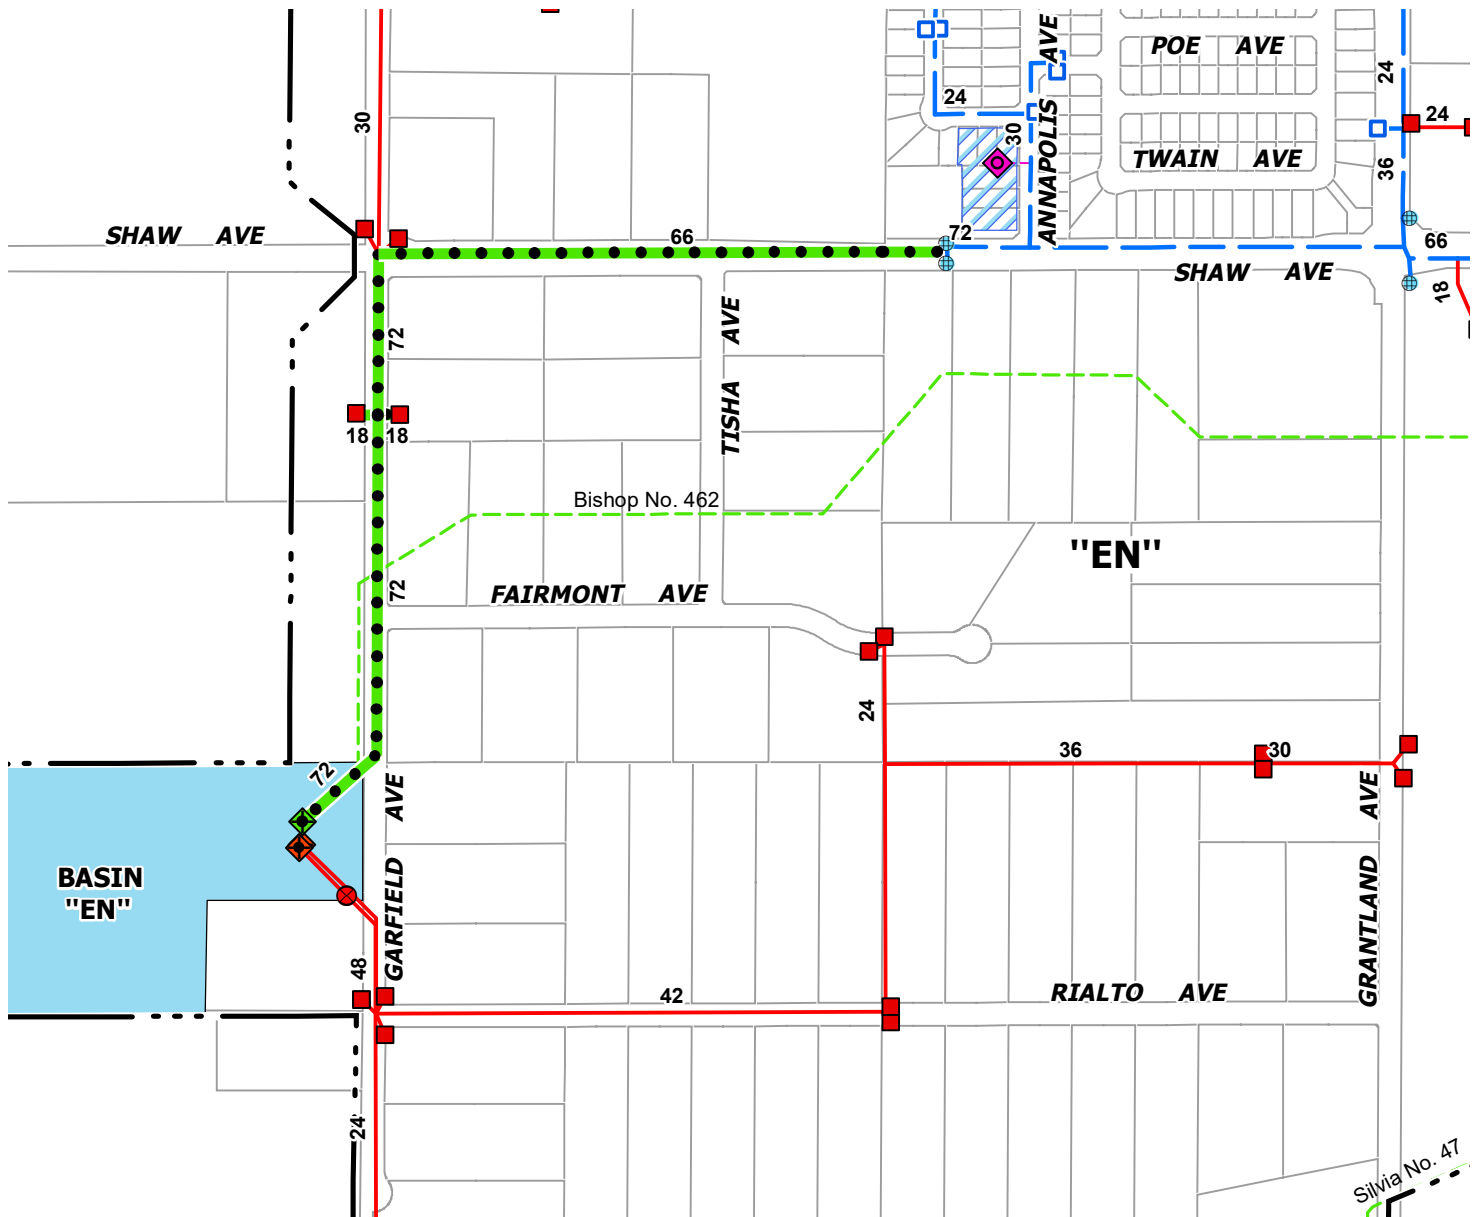 POE AVE
24
24
24
30
ANNAPOLIS AVE
30
TWAIN AVE
36
SHAW AVE
66
72
66
SHAW AVE
18
72
TISHA AVE
18
18
Bishop No. 462
"EN"
72
FAIRMONT AVE
24
36
30
72
GARFIELD AVE
GRANTLAND AVE
BASIN
"EN"
48
42
RIALTO AVE
24
Silvia No. 47